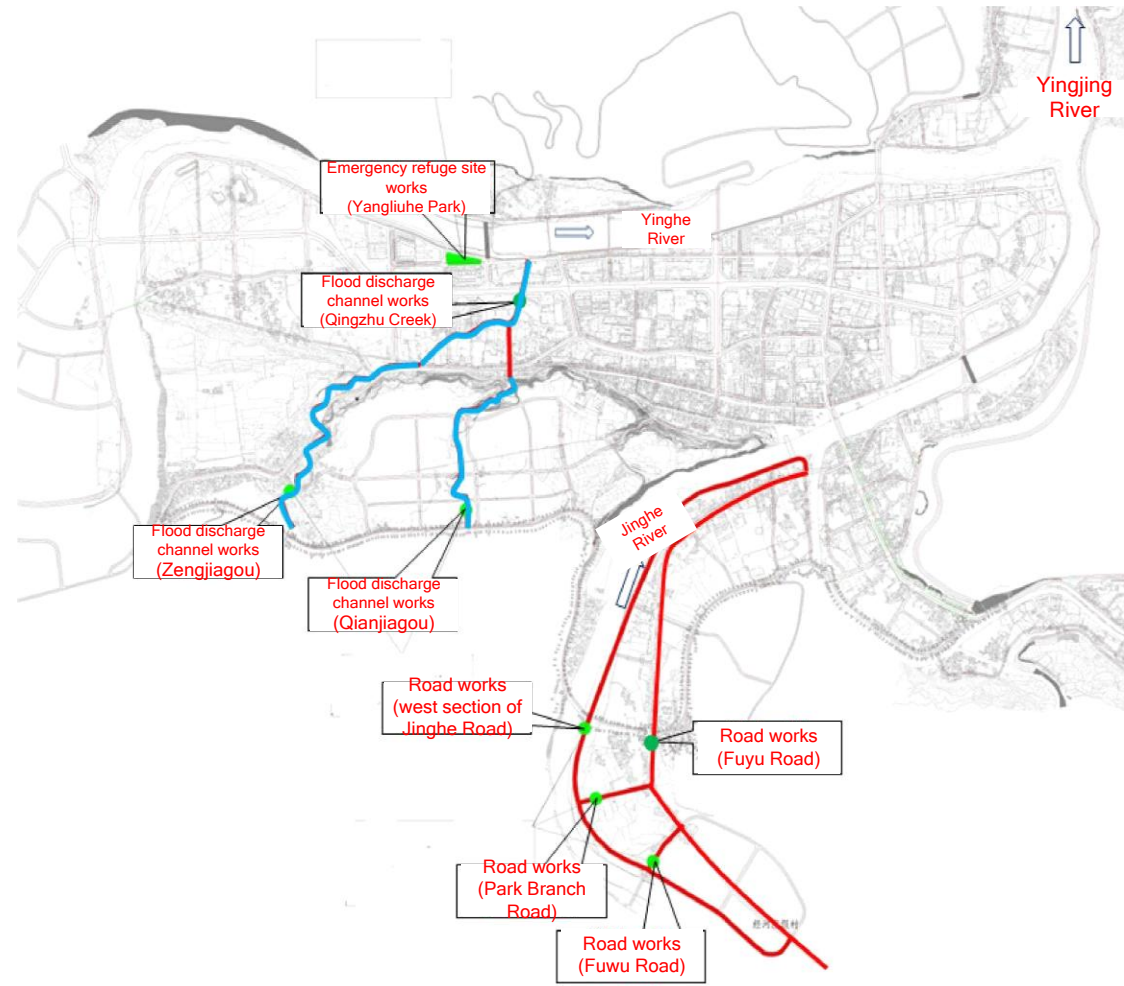 Yingjing
River
Emergency refuge site
works
(Yangliuhe Park)
Yinghe
River
Flood discharge
channel works
(Qingzhu Creek)
Jinghe
River
Flood discharge
channel works
(Zengjiagou)
Flood discharge
channel works
(Qianjiagou)
Road works
(west section of
Jinghe Road)
Road works
(Fuyu Road)
Road works
(Park Branch
Road)
Road works
(Fuwu Road)